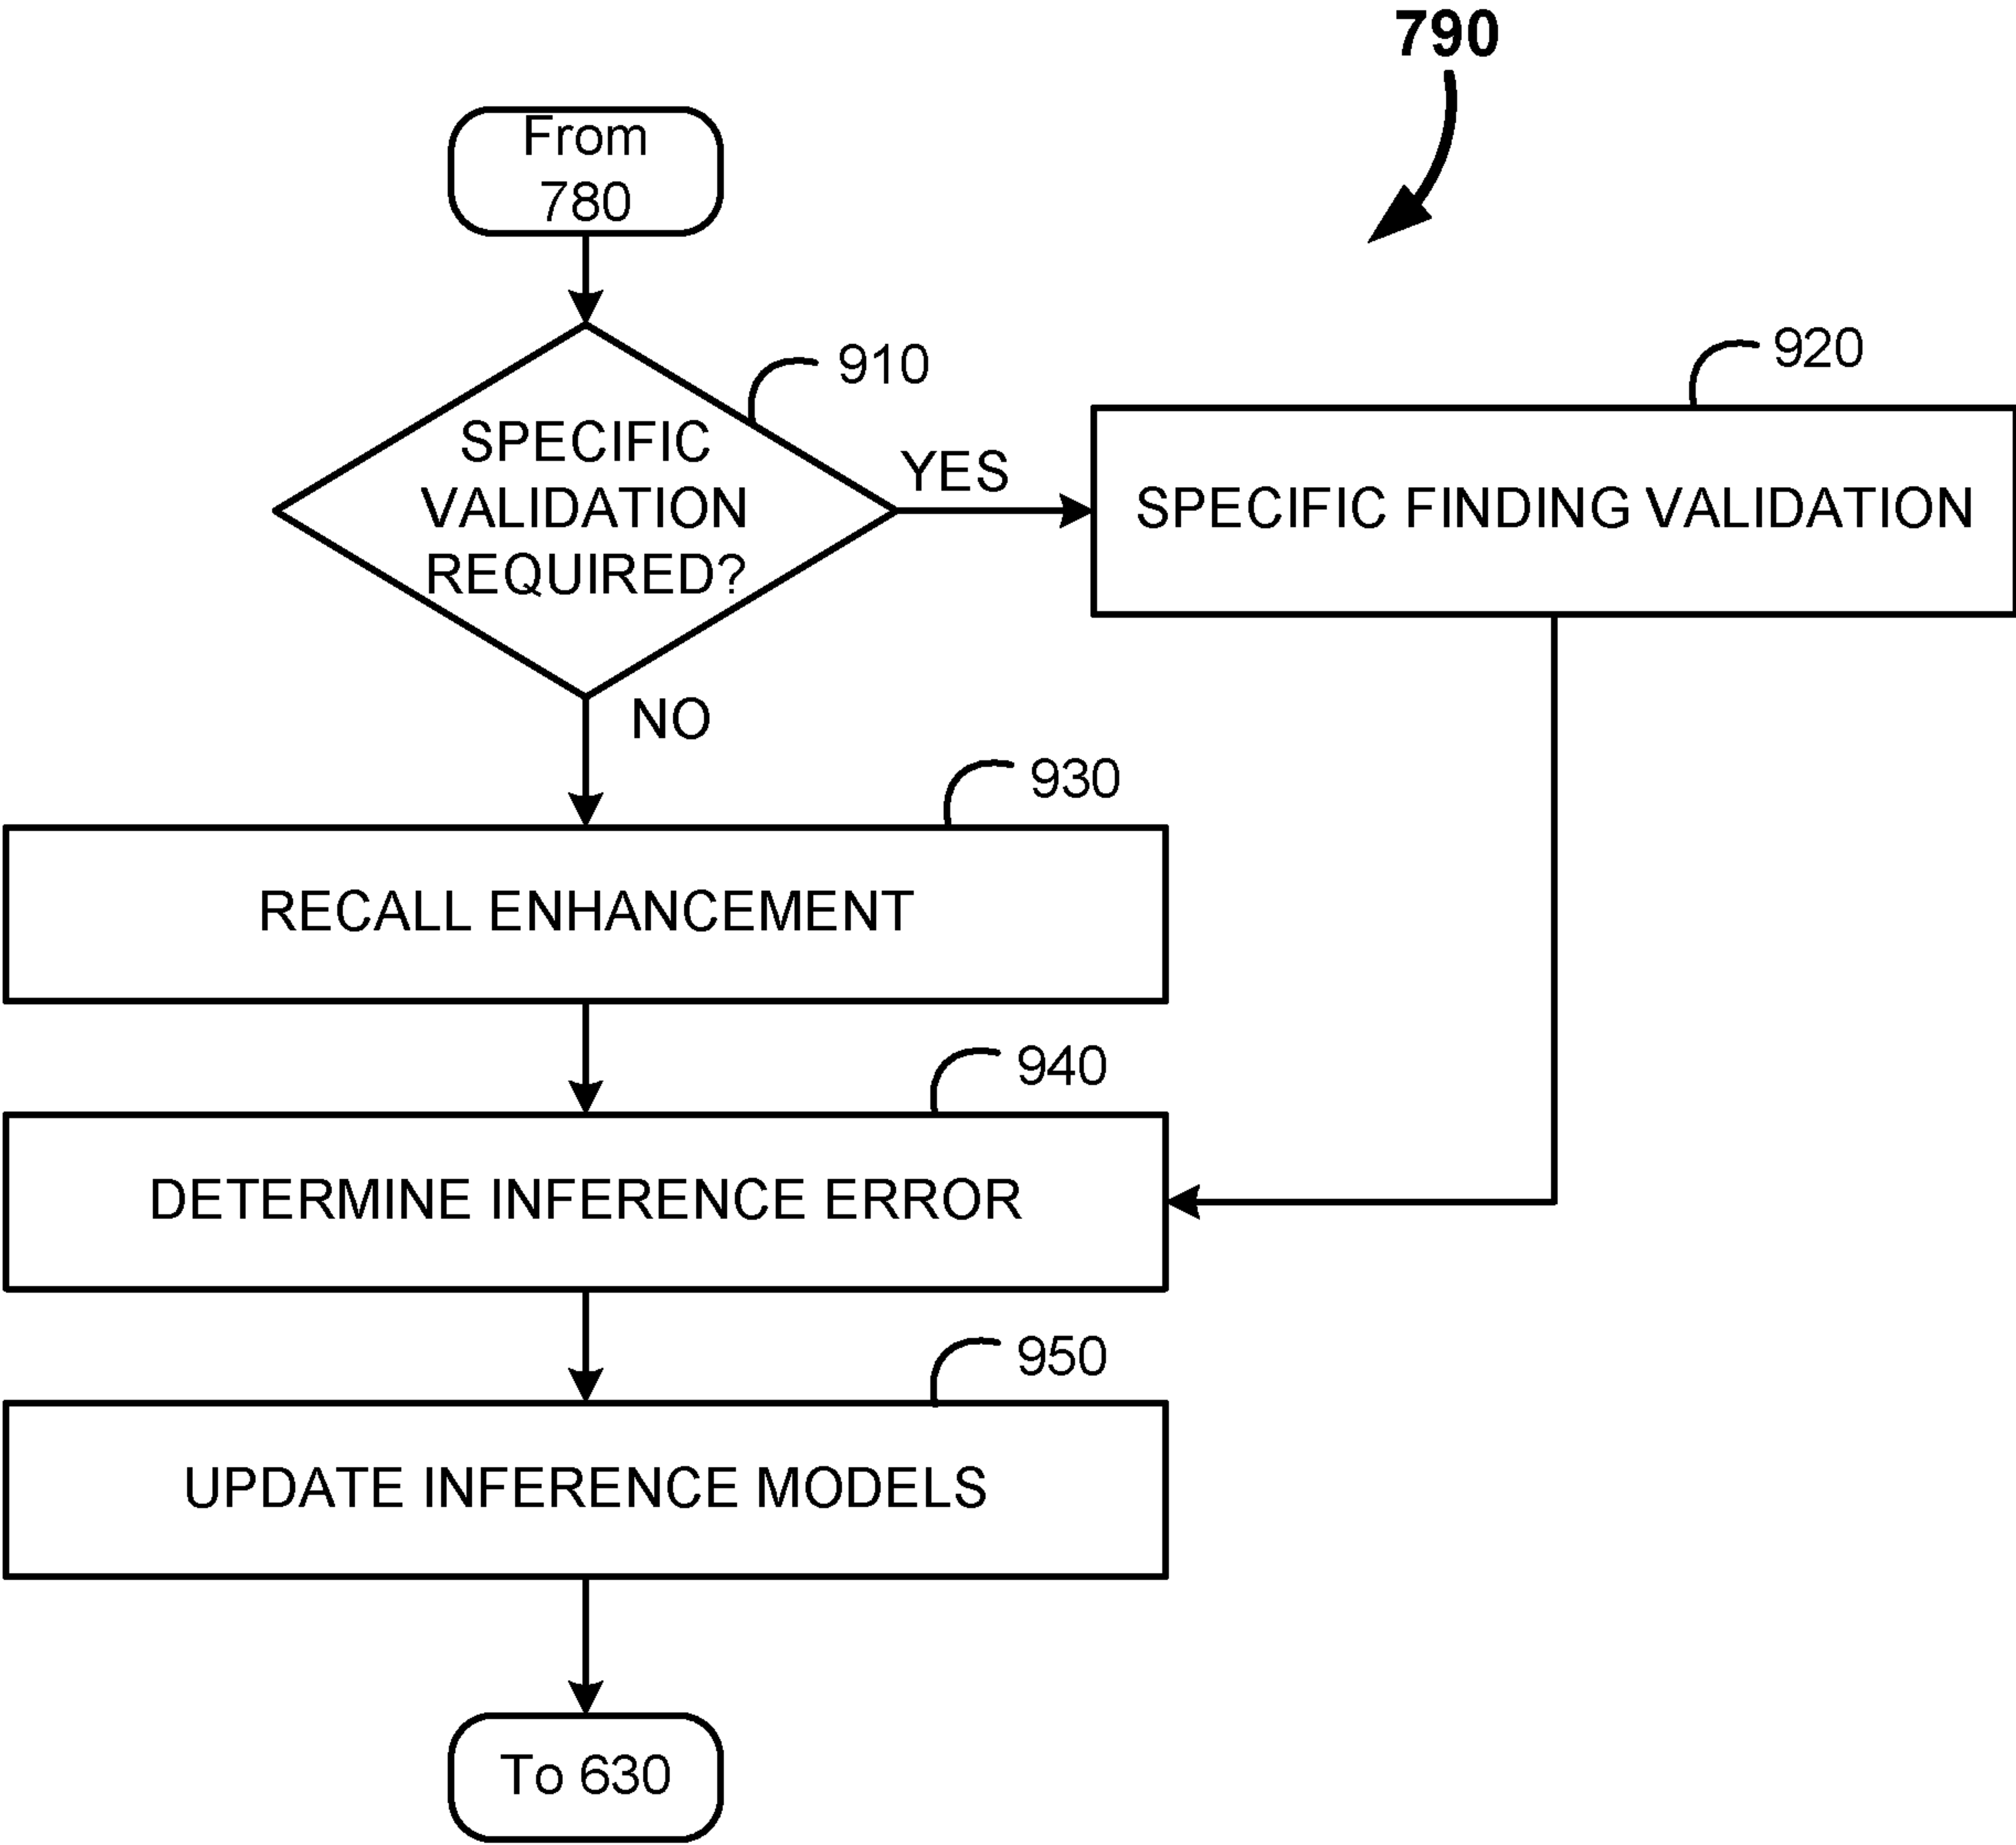 790
From
780
910
SPECIFIC
VALIDATION
REQUIRED?
YES
920
SPECIFIC FINDING VALIDATION
NO
930
RECALL ENHANCEMENT
940
DETERMINE INFERENCE ERROR
950
UPDATE INFERENCE MODELS
To 630